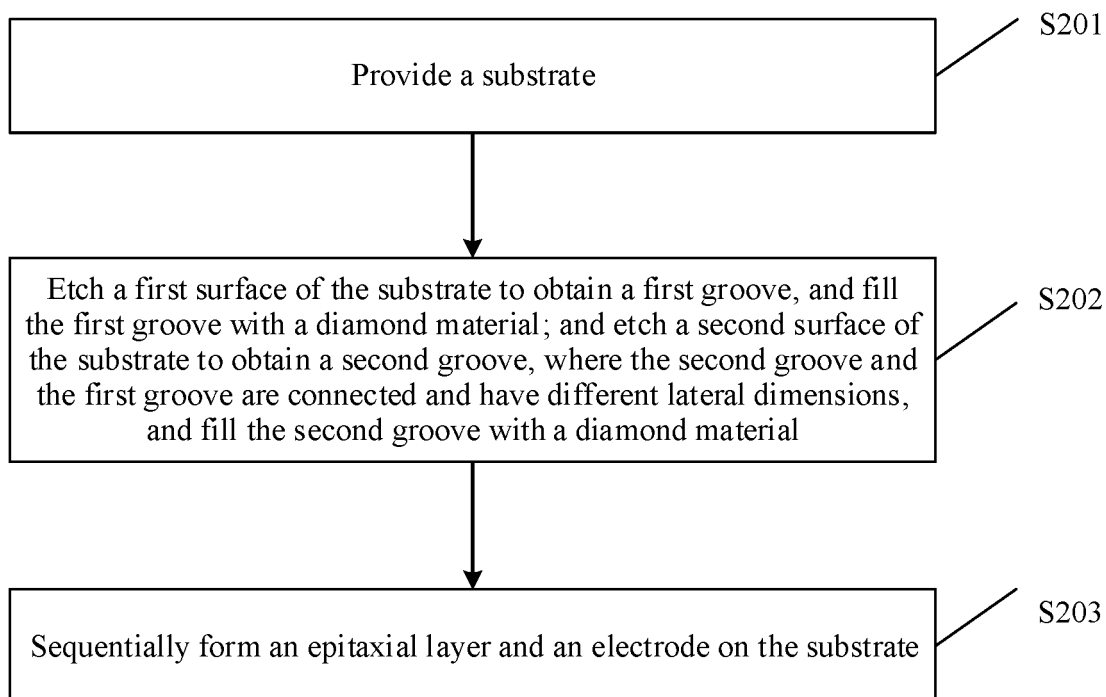 S201
Provide a substrate
Etch a first surface of the substrate to obtain a first groove, and fill
the first groove with a diamond material; and etch a second surface of
the substrate to obtain a second groove, where the second groove and
the first groove are connected and have different lateral dimensions,
and fill the second groove with a diamond material
S202
Sequentially form an epitaxial layer and an electrode on the substrate
S203